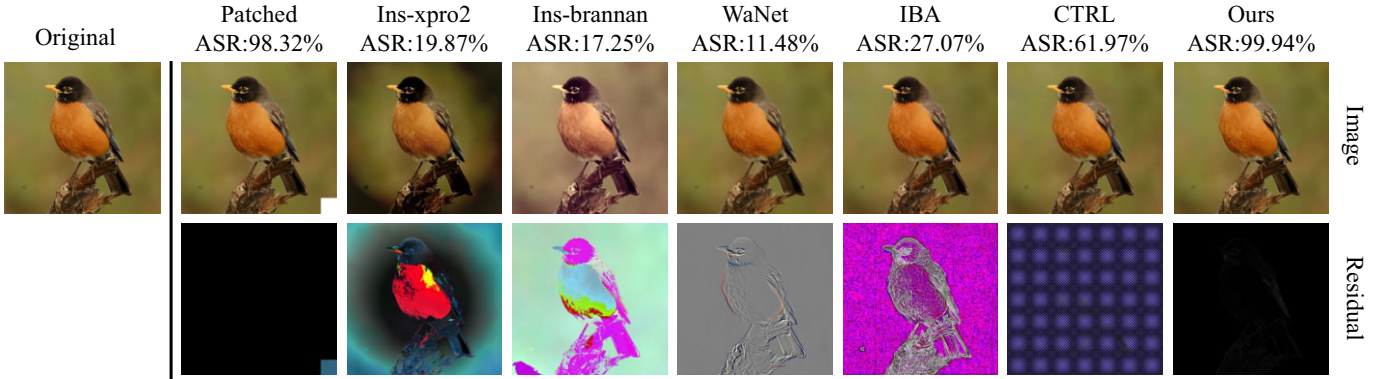 Original
Patched
ASR:98.32%
Ins-xpro2
ASR:19.87%
Ins-brannan
ASR:17.25%
WaNet
ASR:11.48%
IBA
ASR:27.07%
CTRL
ASR:61.97%
Ours
ASR:99.94%
Image
Residual